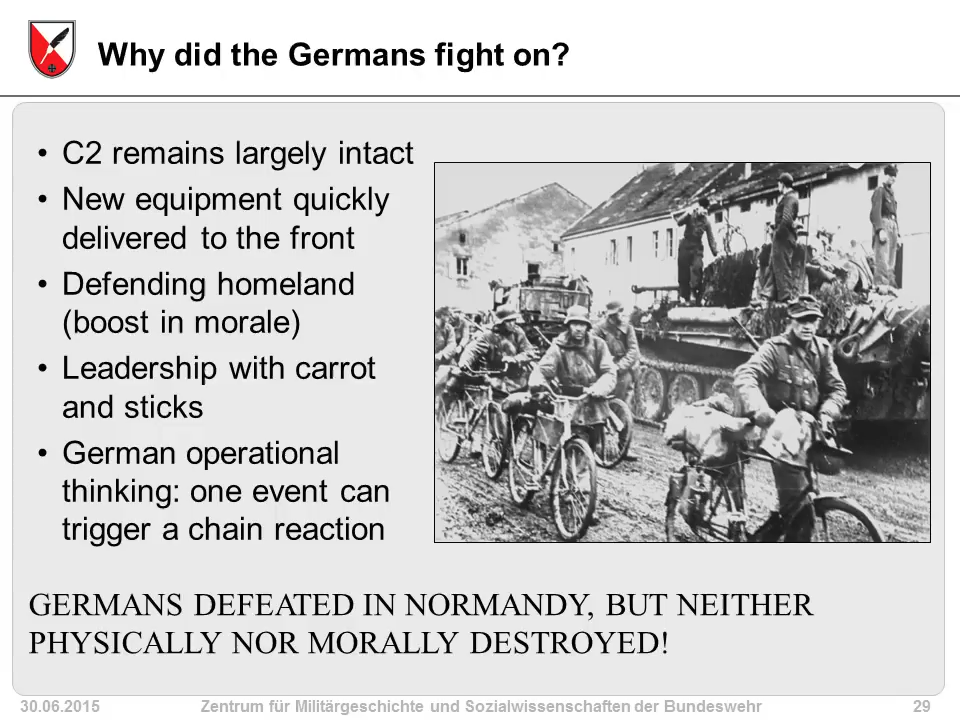 Why did the Germans fight on?
• C2 remains largely intact
• New equipment quickly
delivered to the front
• Defending homeland
(boost in morale)
• Leadership with carrot
and sticks
• German operational
thinking: one event can
trigger a chain reaction
GERMANS DEFEATED IN NORMANDY, BUT NEITHER
PHYSICALLY NOR MORALLY DESTROYED!
30.06.2015 Zentrum für Militärgeschichte und Sozialwissenschaften der Bundeswehr 29